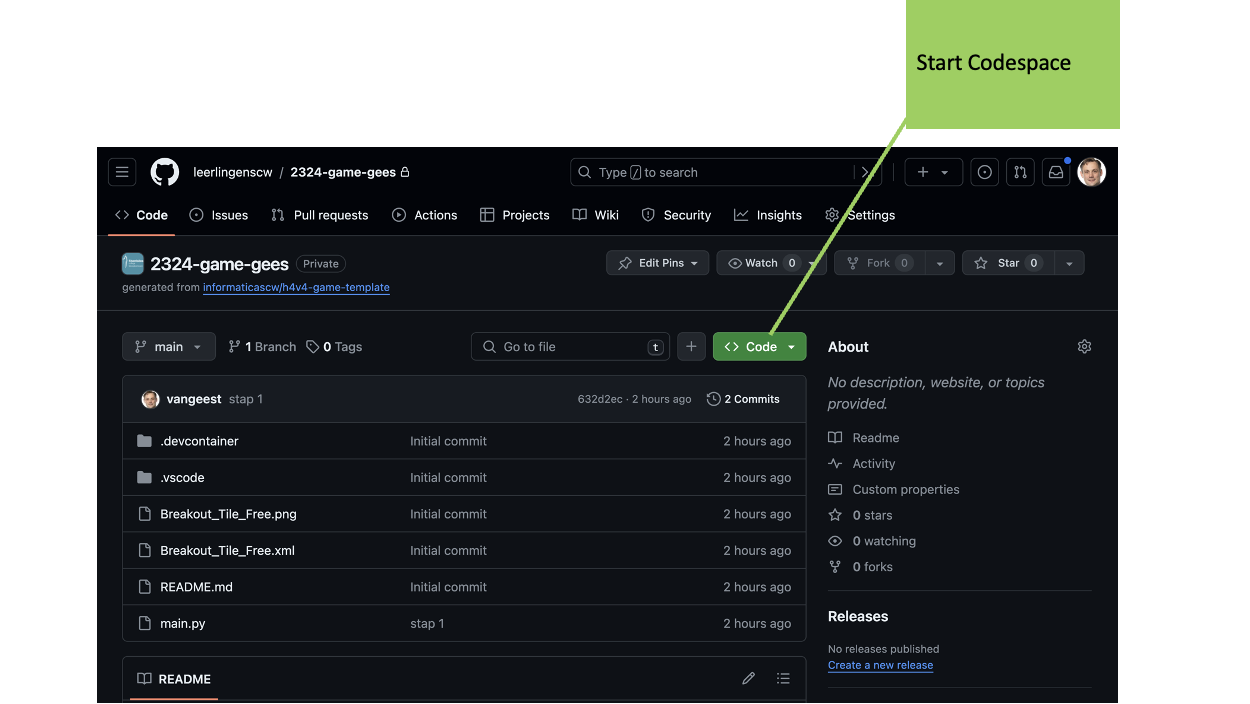 Start Codespace
leerlingenscw / 2324-game-gees
Type / to search
Code Issues Pull requests Actions Projects Wiki Security Insights Settings
2324-game-gees Private
Edit Pins Watch 0 Fork 0 Star 0
generated from informaticascw/h4v4-game-template
main 1 Branch 0 Tags Go to file t Code
About
No description, website, or topics
provided.
vangeest stap 1 632d2ec · 2 hours ago 2 Commits
.devcontainer Initial commit 2 hours ago
.vscode Initial commit 2 hours ago
Breakout_Tile_Free.png Initial commit 2 hours ago
Breakout_Tile_Free.xml Initial commit 2 hours ago
README.md Initial commit 2 hours ago
main.py stap 1 2 hours ago
README
Readme
Activity
Custom properties
0 stars
0 watching
0 forks
Releases
No releases published
Create a new release